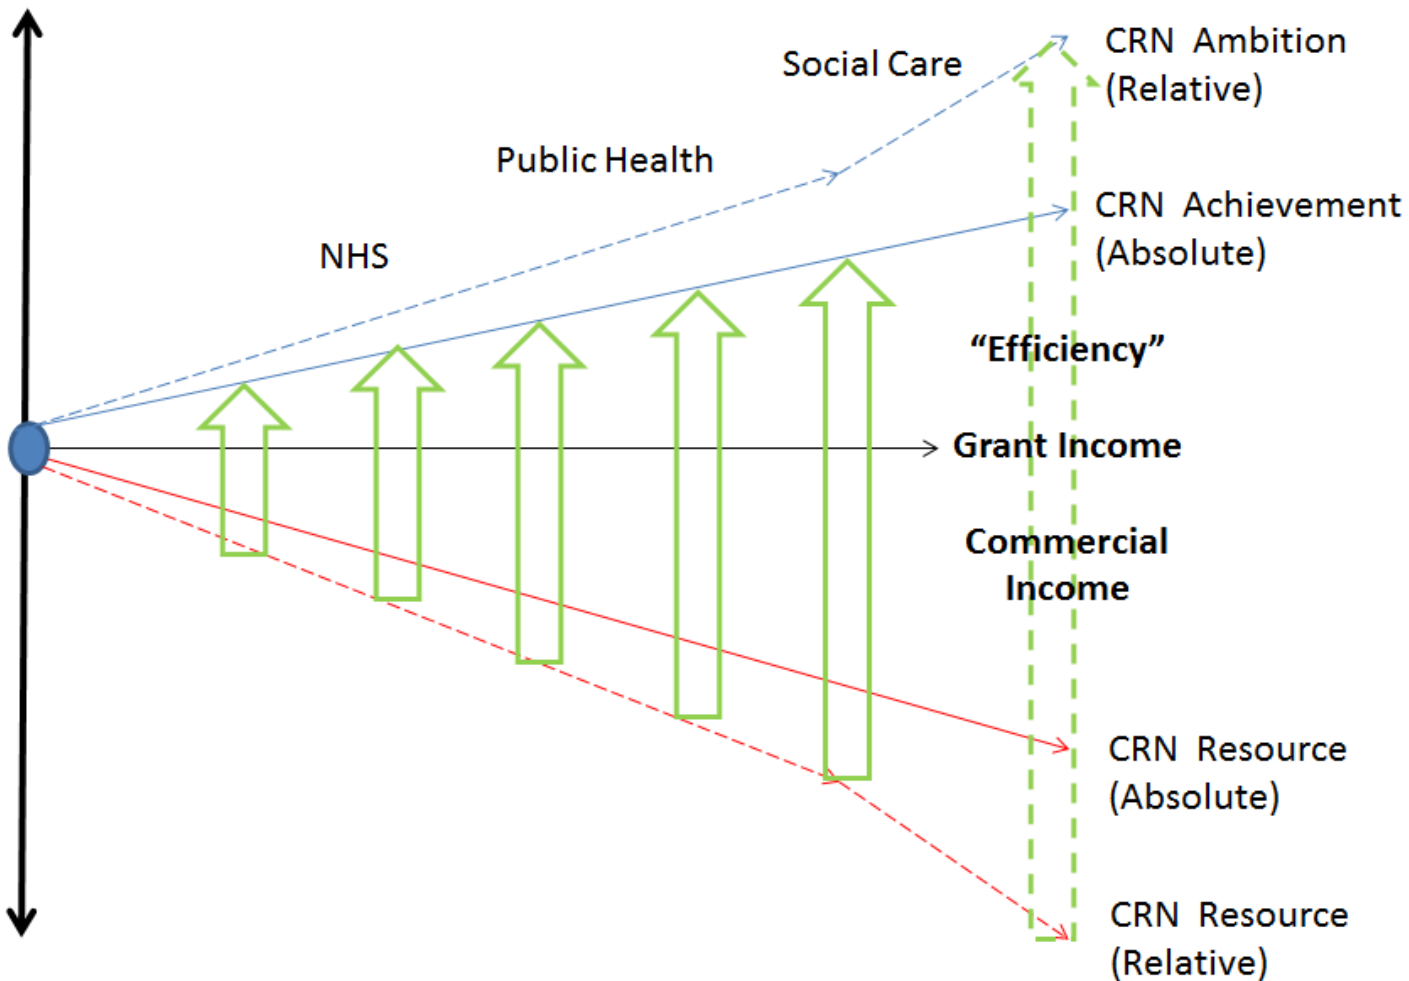 Social Care
CRN Ambition
(Relative)
Public Health
CRN Achievement
(Absolute)
NHS
“Efficiency”
Grant Income
Commercial
Income
CRN Resource
(Absolute)
CRN Resource
(Relative)